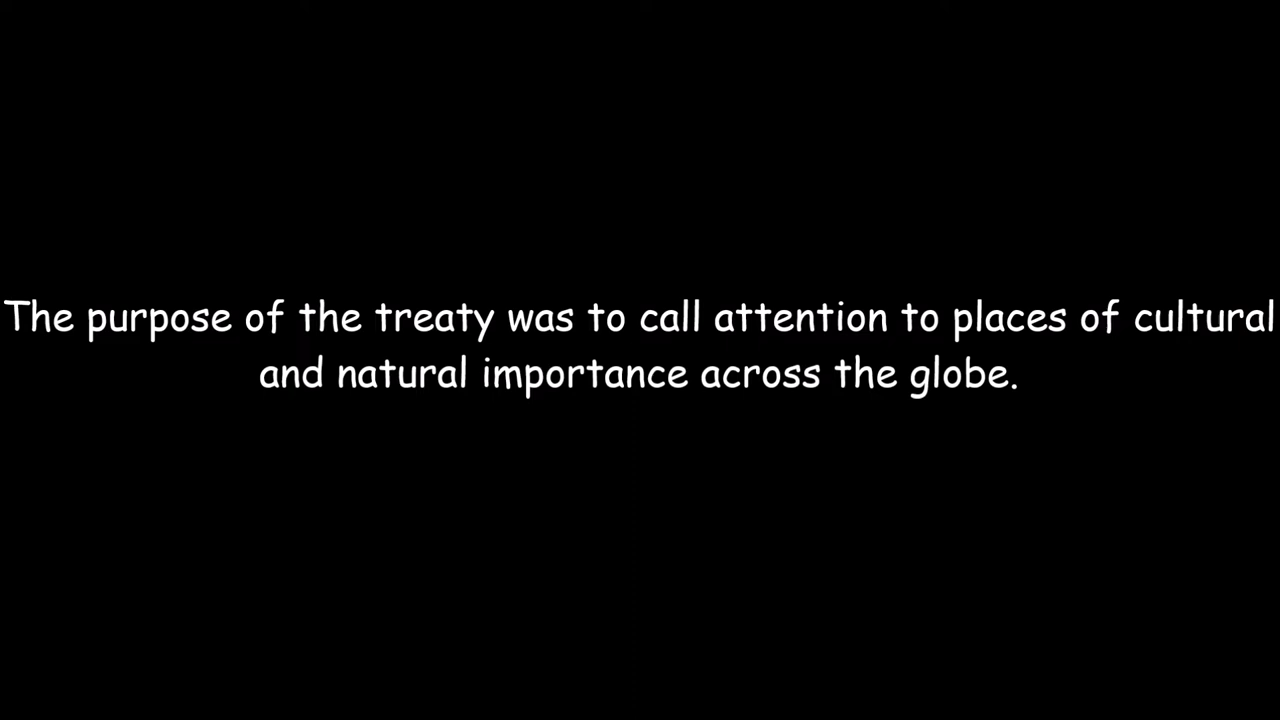 The purpose of the treaty was to call attention to places of cultural
and natural importance across the globe.